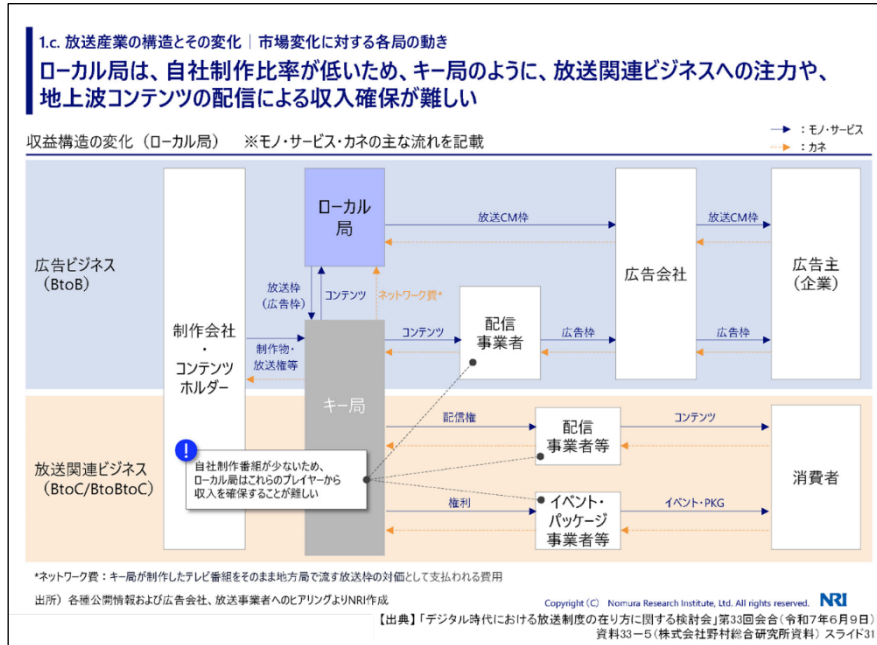 1.c. 放送産業の構造とその変化｜市場変化に対する各局の動き
ローカル局は、自社制作比率が低いため、キー局のように、放送関連ビジネスへの注力や、
地上波コンテンツの配信による収入確保が難しい
収益構造の変化（ローカル局）　※モノ・サービス・カネの主な流れを記載
：モノ・サービス
：カネ
広告ビジネス
（BtoB）
制作会社
・
コンテンツ
ホルダー
ローカル
局
放送CM枠
広告会社
放送CM枠
広告主
（企業）
放送枠
（広告枠）
コンテンツ
ネットワーク費*
制作物・
放送権等
キー局
コンテンツ
配信
事業者
広告枠
広告枠
放送関連ビジネス
（BtoC/BtoBtoC）
!
自社制作番組が少ないため、
ローカル局はこれらのプレイヤーから
収入を確保することが難しい
配信権
配信
事業者等
コンテンツ
消費者
権利
イベント・
パッケージ
事業者等
イベント・PKG
*ネットワーク費：キー局が制作したテレビ番組をそのまま地方局で流す放送枠の対価として支払われる費用
出所）各種公開情報および広告会社、放送事業者へのヒアリングよりNRI作成
Copyright（C） Nomura Research Institute, Ltd. All rights reserved. NRI
【出典】「デジタル時代における放送制度の在り方に関する検討会」第33回会合（令和7年6月9日）
資料33－5（株式会社野村総合研究所資料） スライド31